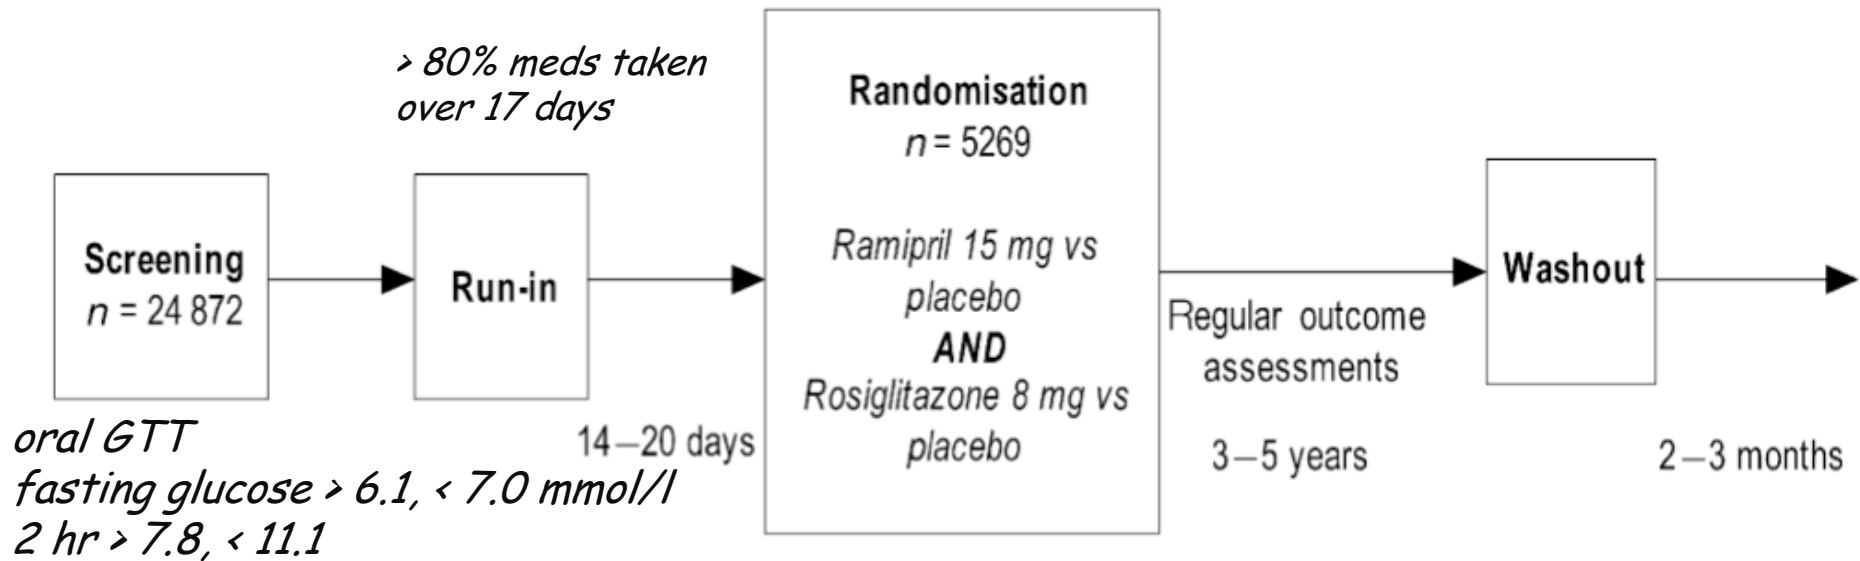 > 80% meds taken
over 17 days
Screening
n = 24 872
Run-in
Randomisation
n = 5269
Ramipril 15 mg vs
placebo
AND
Rosiglitazone 8 mg vs
placebo
Regular outcome
assessments
Washout
oral GTT
fasting glucose > 6.1, < 7.0 mmol/l
2 hr > 7.8, < 11.1
14–20 days
3–5 years
2–3 months